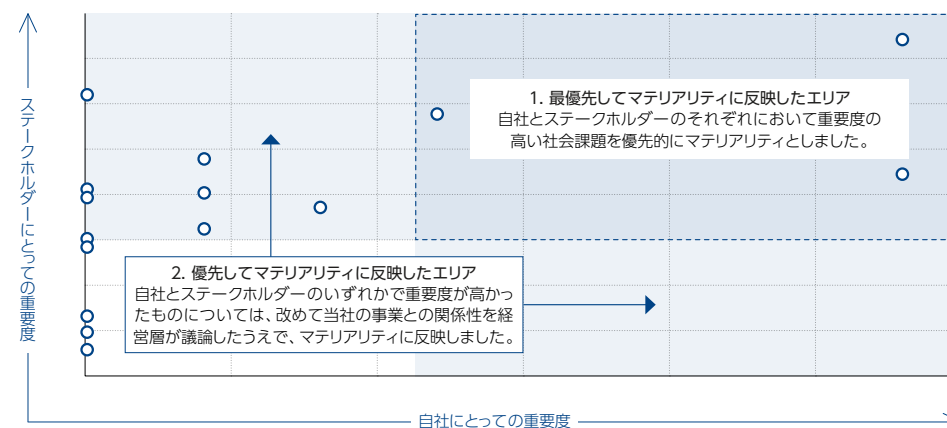 ステークホルダーにとっての重要度
1. 最優先してマテリアリティに反映したエリア
自社とステークホルダーのそれぞれにおいて重要度の
高い社会課題を優先的にマテリアリティとしました。
2. 優先してマテリアリティに反映したエリア
自社とステークホルダーのいずれかで重要度が高かっ
たものについては、改めて当社の事業との関係性を経
営層が議論したうえで、マテリアリティに反映しました。
自社にとっての重要度